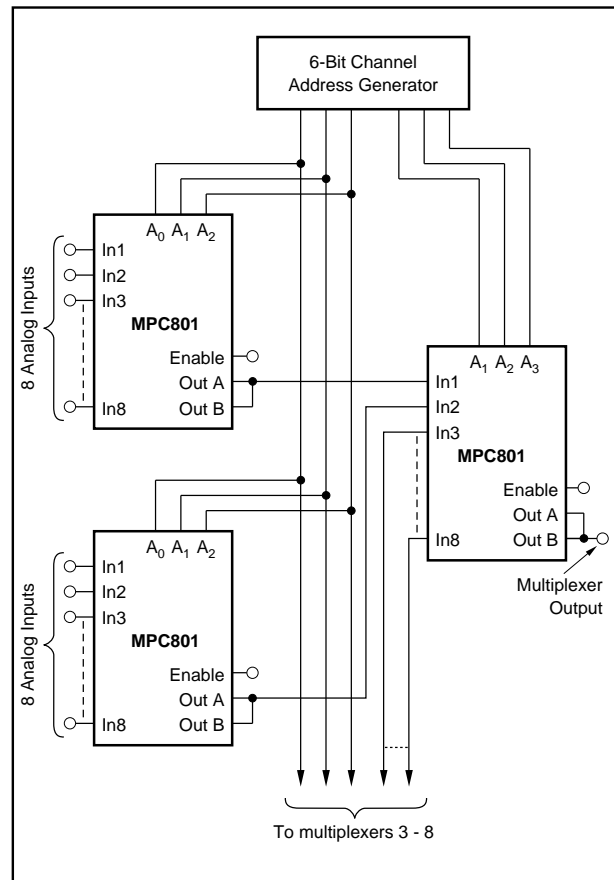 6-Bit Channel
Address Generator
A0 A1 A2
8 Analog Inputs
In1
In2
In3
In8
MPC801
Enable
Out A
Out B
A1 A2 A3
In1
In2
In3
In8
MPC801
Enable
Out A
Out B
Multiplexer
Output
A0 A1 A2
8 Analog Inputs
In1
In2
In3
In8
MPC801
Enable
Out A
Out B
To multiplexers 3 - 8